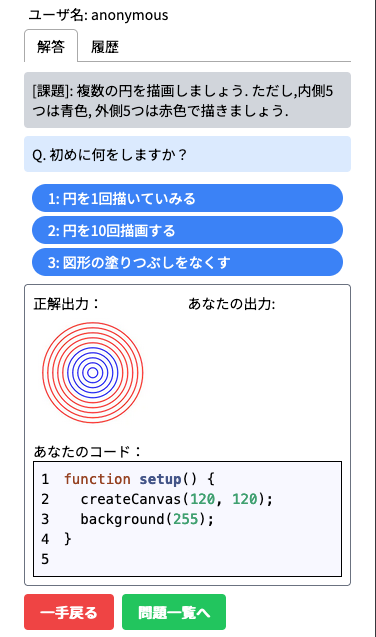 ユーザ名: anonymous
解答 履歴
[課題]: 複数の円を描画しましょう. ただし,内側5
つは青色, 外側5つは赤色で描きましょう.
Q. 初めに何をしますか？
1: 円を1回描いていみる
2: 円を10回描画する
3: 図形の塗りつぶしをなくす
正解出力： あなたの出力:
あなたのコード：
1 function setup() {
2   createCanvas(120, 120);
3   background(255);
4 }
5
一手戻る 問題一覧へ